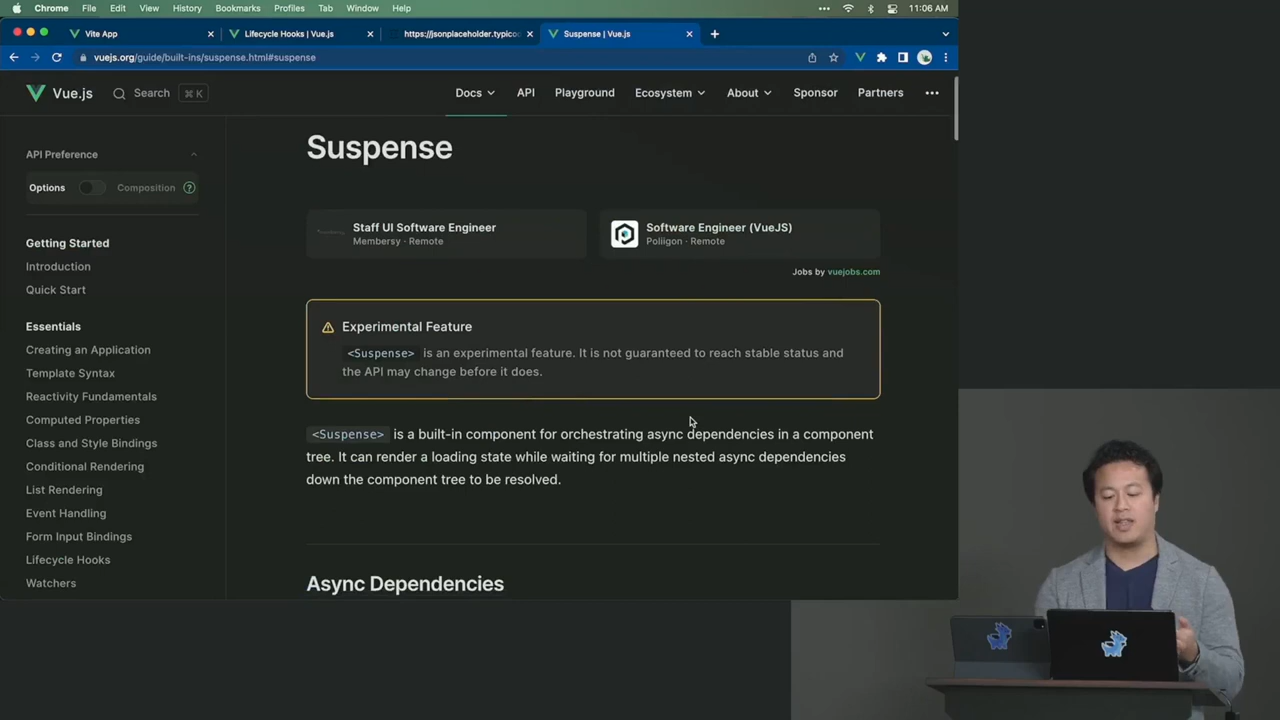 Chrome File Edit View History Bookmarks Profiles Tab Window Help 11:06 AM
Vite App
Lifecycle Hooks | Vue.js
https://jsonplaceholder.typico
Suspense | Vue.js
vuejs.org/guide/built-ins/suspense.html#suspense
Vue.js
Search
⌘ K
Docs
API
Playground
Ecosystem
About
Sponsor
Partners
API Preference
Options
Composition
?
Getting Started
Introduction
Quick Start
Essentials
Creating an Application
Template Syntax
Reactivity Fundamentals
Computed Properties
Class and Style Bindings
Conditional Rendering
List Rendering
Event Handling
Form Input Bindings
Lifecycle Hooks
Watchers
Suspense
Staff UI Software Engineer
Membersy · Remote
Software Engineer (VueJS)
Poliigon · Remote
Jobs by vuejobs.com
Experimental Feature
<Suspense> is an experimental feature. It is not guaranteed to reach stable status and
the API may change before it does.
<Suspense> is a built-in component for orchestrating async dependencies in a component
tree. It can render a loading state while waiting for multiple nested async dependencies
down the component tree to be resolved.
Async Dependencies